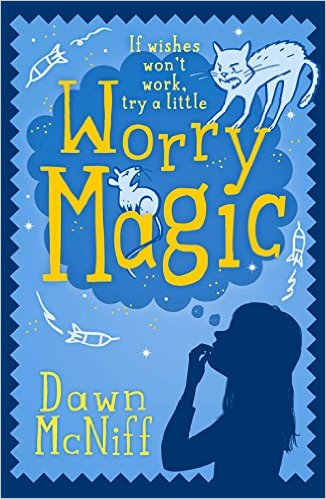 If wishes
won't
work,
try a little
Worry
Magic
Dawn
McNiff